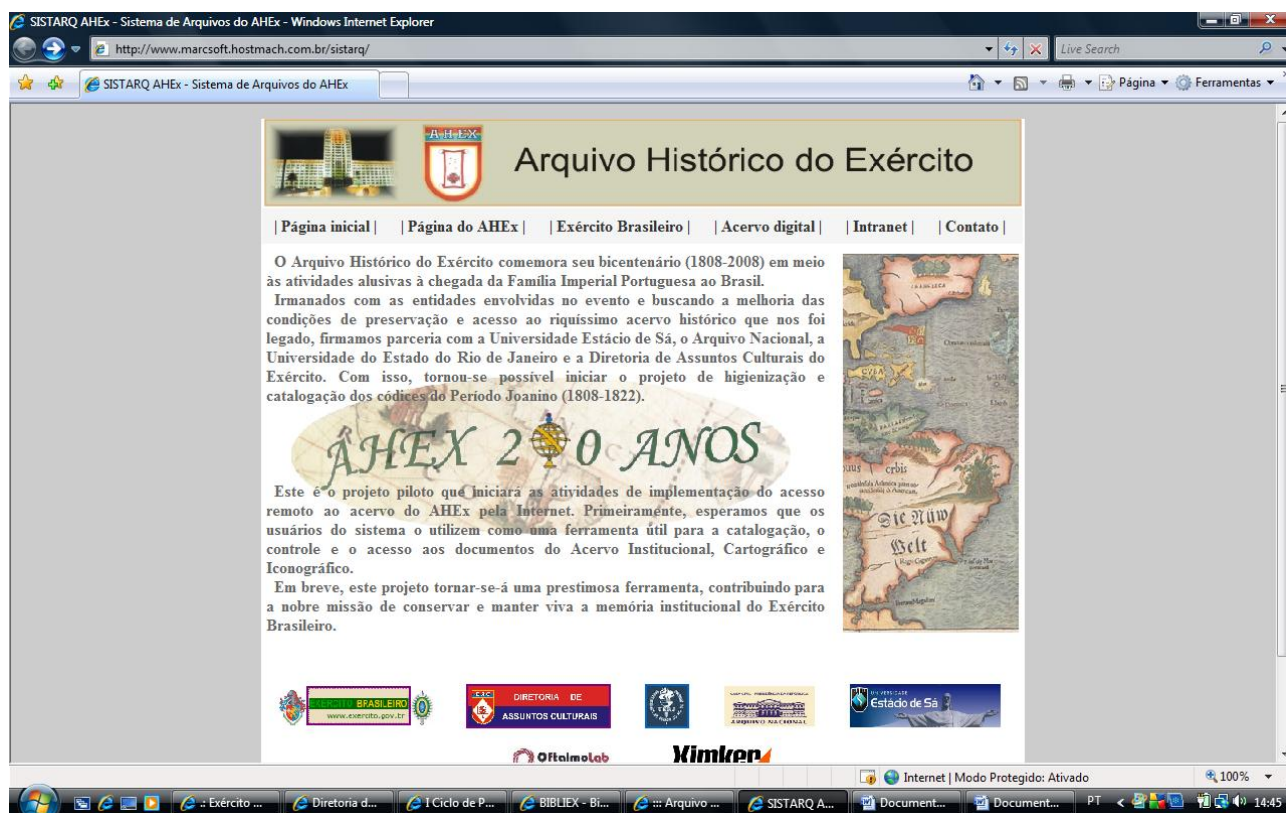 SISTARQ AHEx - Sistema de Arquivos do AHEx - Windows Internet Explorer
http://www.marcsoft.hostmach.com.br/sistarq/
Live Search
SISTARQ AHEx - Sistema de Arquivos do AHEx
Página
Ferramentas
A.H.EX
Arquivo Histórico do Exército
| Página inicial | | Página do AHEx | | Exército Brasileiro | | Acervo digital | | Intranet | | Contato |
O Arquivo Histórico do Exército comemora seu bicentenário (1808-2008) em meio
às atividades alusivas à chegada da Família Imperial Portuguesa ao Brasil.
Irmanados com as entidades envolvidas no evento e buscando a melhoria das
condições de preservação e acesso ao riquíssimo acervo histórico que nos foi
legado, firmamos parceria com a Universidade Estácio de Sá, o Arquivo Nacional, a
Universidade do Estado do Rio de Janeiro e a Diretoria de Assuntos Culturais do
Exército. Com isso, tornou-se possível iniciar o projeto de higienização e
catalogação dos códices do Período Joanino (1808-1822).
AHEX 200 ANOS
Este é o projeto piloto que iniciará as atividades de implementação do acesso
remoto ao acervo do AHEx pela Internet. Primeiramente, esperamos que os
usuários do sistema o utilizem como uma ferramenta útil para a catalogação, o
controle e o acesso aos documentos do Acervo Institucional, Cartográfico e
Iconográfico.
Em breve, este projeto tornar-se-á uma prestimosa ferramenta, contribuindo para
a nobre missão de conservar e manter viva a memória institucional do Exército
Brasileiro.
CVBA
orbis
Die Nüw
Welt
EXERCITO BRASILEIRO
www.exercito.gov.br
DIRETORIA DE
ASSUNTOS CULTURAIS
UERJ
ARQUIVO NACIONAL
UNIVERSIDADE
Estácio de Sá
OftalmoLab
Ximken
Internet | Modo Protegido: Ativado
100%
.: Exército ...
Diretoria d...
I Ciclo de P...
BIBLIEX - Bi...
::: Arquivo ...
SISTARQ A...
Document...
Document...
PT
14:45